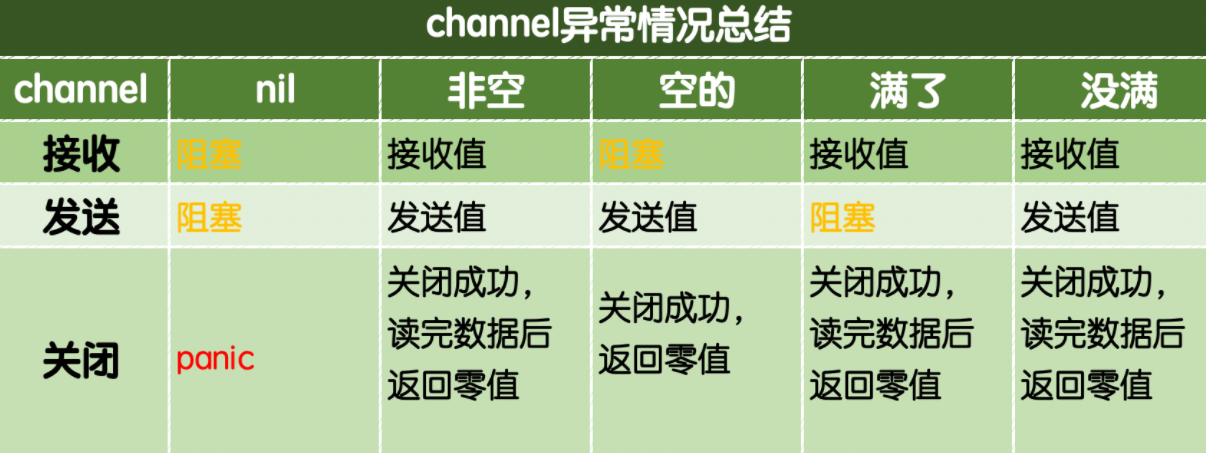 channel异常情况总结
channel nil 非空 空的 满了 没满
接收 阻塞 接收值 阻塞 接收值 接收值
发送 阻塞 发送值 发送值 阻塞 发送值
关闭 panic
关闭成功，
读完数据后
返回零值
关闭成功，
返回零值
关闭成功，
读完数据后
返回零值
关闭成功，
读完数据后
返回零值